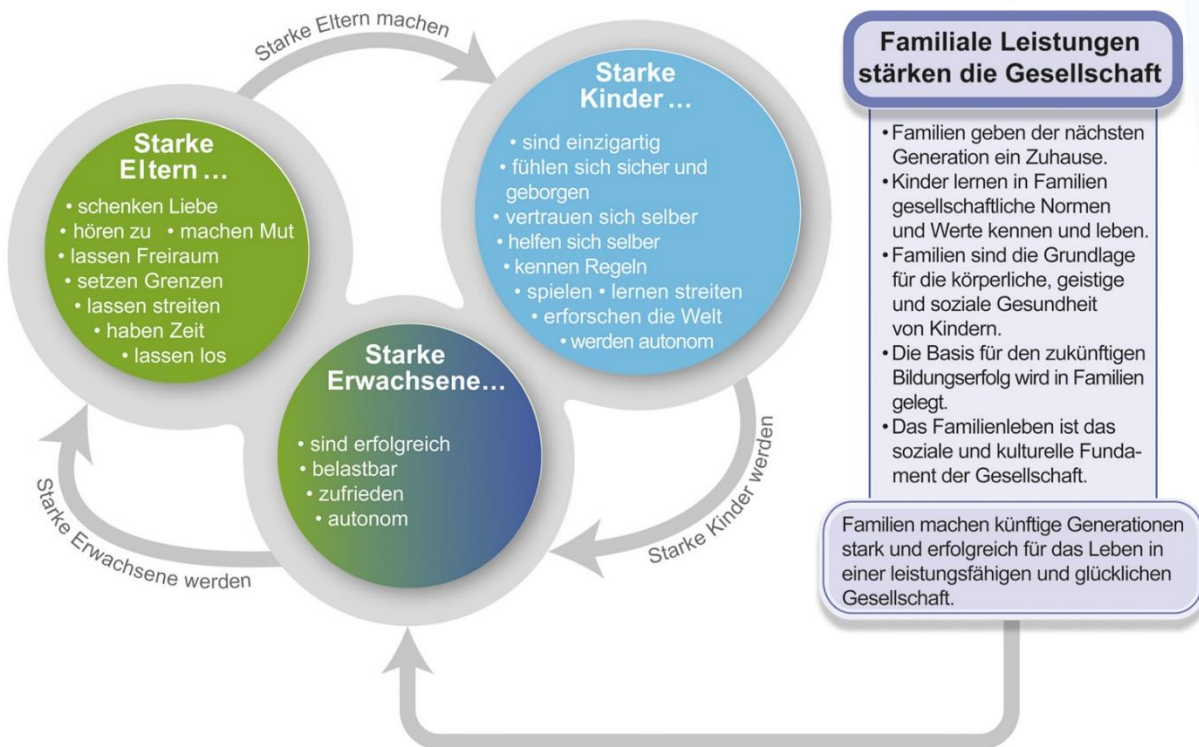 Starke Eltern machen
Starke
Eltern…
• schenken Liebe
• hören zu • machen Mut
• lassen Freiraum
• setzen Grenzen
• lassen streiten
• haben Zeit
• lassen los
Starke
Kinder…
• sind einzigartig
• fühlen sich sicher und
geborgen
• vertrauen sich selber
• helfen sich selber
• kennen Regeln
• spielen • lernen streiten
• erforschen die Welt
• werden autonom
Starke Kinder werden
Starke
Erwachsene…
• sind erfolgreich
• belastbar
• zufrieden
• autonom
Starke Erwachsene werden
Familiale Leistungen
stärken die Gesellschaft
• Familien geben der nächsten
Generation ein Zuhause.
• Kinder lernen in Familien
gesellschaftliche Normen
und Werte kennen und leben.
• Familien sind die Grundlage
für die körperliche, geistige
und soziale Gesundheit
von Kindern.
• Die Basis für den zukünftigen
Bildungserfolg wird in Familien
gelegt.
• Das Familienleben ist das
soziale und kulturelle Funda-
ment der Gesellschaft.
Familien machen künftige Generationen
stark und erfolgreich für das Leben in
einer leistungsfähigen und glücklichen
Gesellschaft.